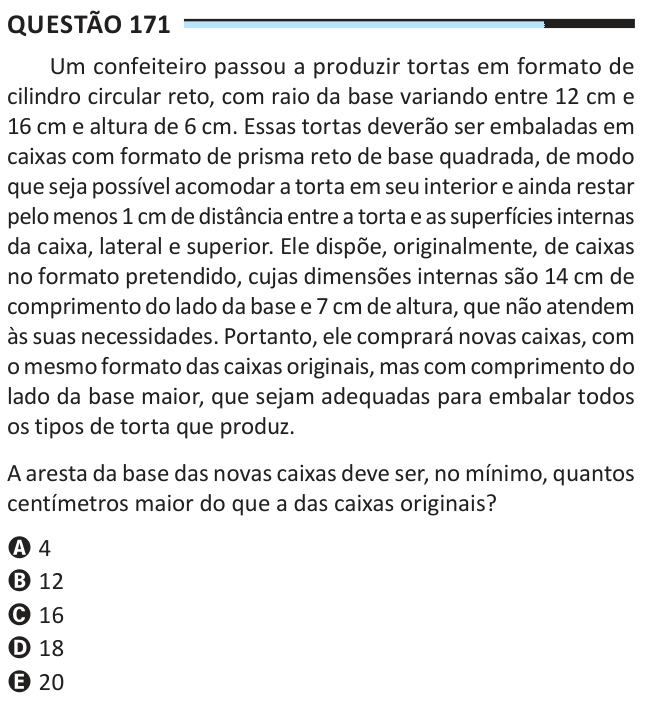 QUESTÃO 171
Um confeiteiro passou a produzir tortas em formato de
cilindro circular reto, com raio da base variando entre 12 cm e
16 cm e altura de 6 cm. Essas tortas deverão ser embaladas em
caixas com formato de prisma reto de base quadrada, de modo
que seja possível acomodar a torta em seu interior e ainda restar
pelo menos 1 cm de distância entre a torta e as superfícies internas
da caixa, lateral e superior. Ele dispõe, originalmente, de caixas
no formato pretendido, cujas dimensões internas são 14 cm de
comprimento do lado da base e 7 cm de altura, que não atendem
às suas necessidades. Portanto, ele comprará novas caixas, com
o mesmo formato das caixas originais, mas com comprimento do
lado da base maior, que sejam adequadas para embalar todos
os tipos de torta que produz.
A aresta da base das novas caixas deve ser, no mínimo, quantos
centímetros maior do que a das caixas originais?
A 4
B 12
C 16
D 18
E 20